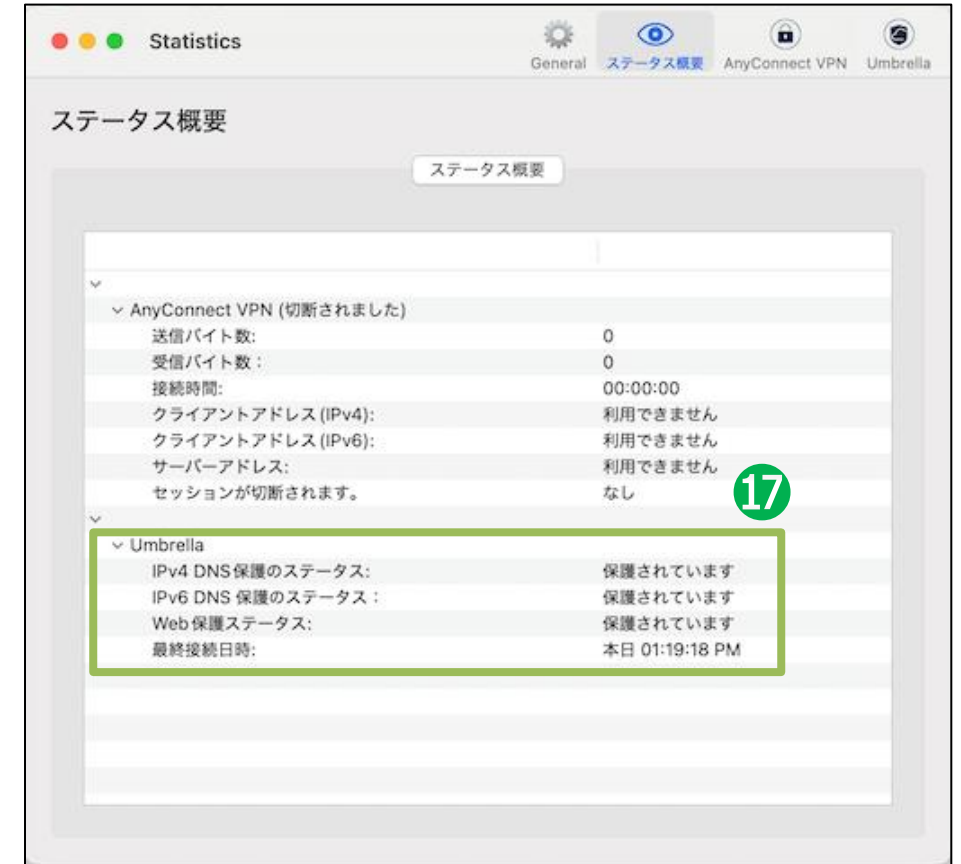 Statistics
General ステータス概要 AnyConnect VPN Umbrella
ステータス概要
ステータス概要
AnyConnect VPN (切断されました)
送信バイト数: 0
受信バイト数： 0
接続時間: 00:00:00
クライアントアドレス(IPv4): 利用できません
クライアントアドレス(IPv6): 利用できません
サーバーアドレス: 利用できません
セッションが切断されます。 なし
17
Umbrella
IPv4 DNS保護のステータス: 保護されています
IPv6 DNS 保護のステータス： 保護されています
Web保護ステータス: 保護されています
最終接続日時: 本日 01:19:18 PM